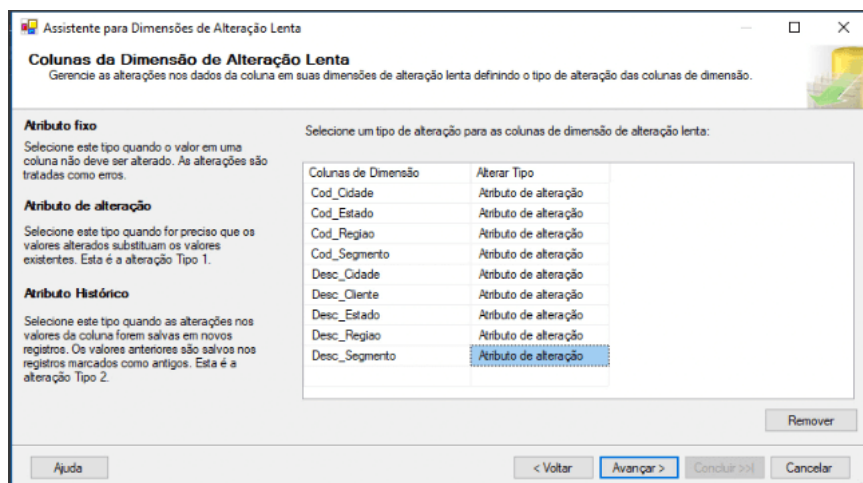 Assistente para Dimensões de Alteração Lenta
Colunas da Dimensão de Alteração Lenta
Gerencie as alterações nos dados da coluna em suas dimensões de alteração lenta definindo o tipo de alteração das colunas de dimensão.
Atributo fixo
Selecione este tipo quando o valor em uma
coluna não deve ser alterado. As alterações são
tratadas como erros.
Atributo de alteração
Selecione este tipo quando for preciso que os
valores alterados substituam os valores
existentes. Esta é a alteração Tipo 1.
Atributo Histórico
Selecione este tipo quando as alterações nos
valores da coluna forem salvas em novos
registros. Os valores anteriores são salvos nos
registros marcados como antigos. Esta é a
alteração Tipo 2.
Selecione um tipo de alteração para as colunas de dimensão de alteração lenta:
Colunas de Dimensão Alterar Tipo
Cod_Cidade Atributo de alteração
Cod_Estado Atributo de alteração
Cod_Regiao Atributo de alteração
Cod_Segmento Atributo de alteração
Desc_Cidade Atributo de alteração
Desc_Cliente Atributo de alteração
Desc_Estado Atributo de alteração
Desc_Regiao Atributo de alteração
Desc_Segmento Atributo de alteração
Remover
Ajuda < Voltar Avançar > Concluir >>| Cancelar